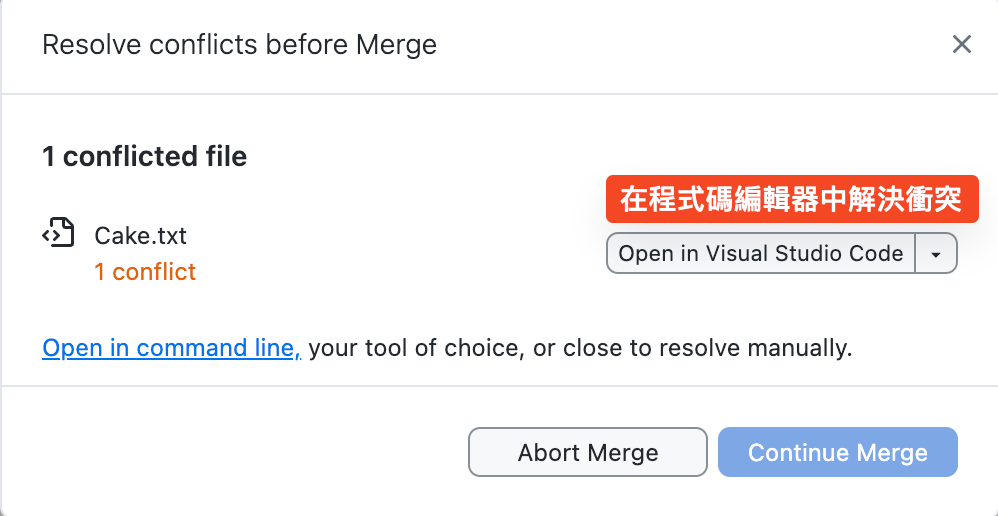 Resolve conflicts before Merge
1 conflicted file
在程式碼編輯器中解決衝突
Cake.txt
Open in Visual Studio Code
1 conflict
Open in command line, your tool of choice, or close to resolve manually.
Abort Merge
Continue Merge